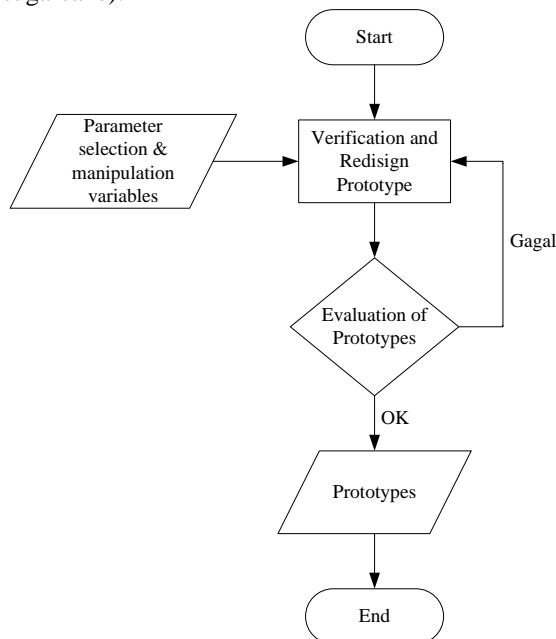 Start
Parameter
selection &
manipulation
variables
Verification and
Redisign
Prototype
Gagal
Evaluation of
Prototypes
OK
Prototypes
End